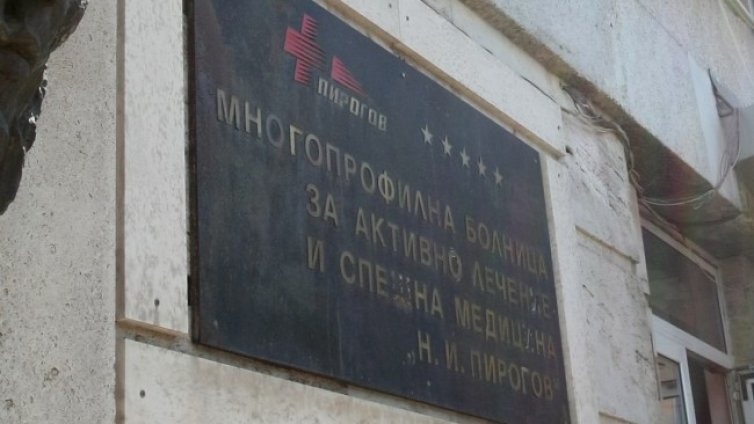 ПИРОГОВ
МНОГОПРОФИЛНА БОЛНИЦА
ЗА АКТИВНО ЛЕЧЕНИЕ
И СПЕШНА МЕДИЦИНА
„Н. И. ПИРОГОВ"